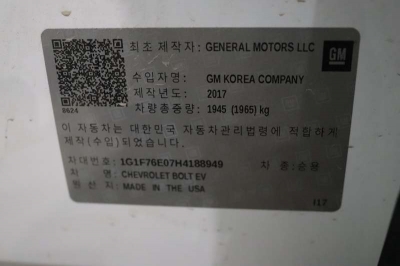 최초 제작자: GENERAL MOTORS LLC
GM
수입자명: GM KOREA COMPANY
제작년도: 2017
차량총중량: 1945 (1965) kg
8624
이 자동차는 대한민국 자동차관리법령에 적합하게
제작(수입) 되었습니다.
차대번호: 1G1F76E07H4188949 차종: 승용
차명: CHEVROLET BOLT EV
원산지: MADE IN THE USA
I17